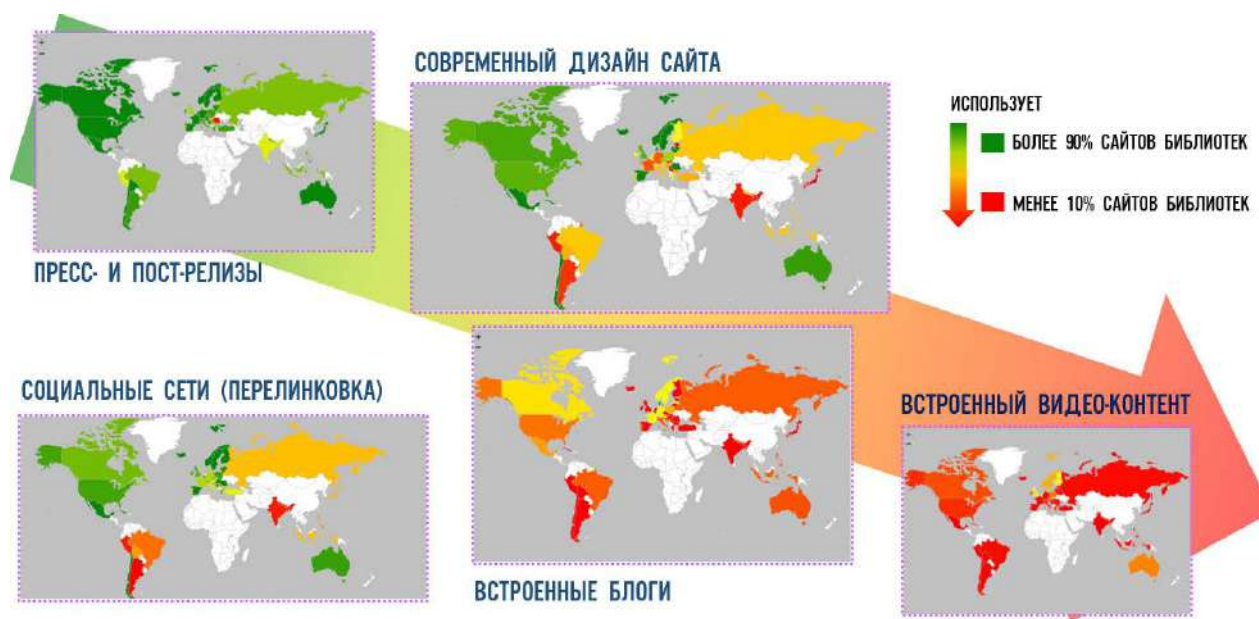 СОВРЕМЕННЫЙ ДИЗАЙН САЙТА
ИСПОЛЬЗУЕТ
БОЛЕЕ 90% САЙТОВ БИБЛИОТЕК
МЕНЕЕ 10% САЙТОВ БИБЛИОТЕК
ПРЕСС- И ПОСТ-РЕЛИЗЫ
СОЦИАЛЬНЫЕ СЕТИ (ПЕРЕЛИНКОВКА)
ВСТРОЕННЫЙ ВИДЕО-КОНТЕНТ
ВСТРОЕННЫЕ БЛОГИ